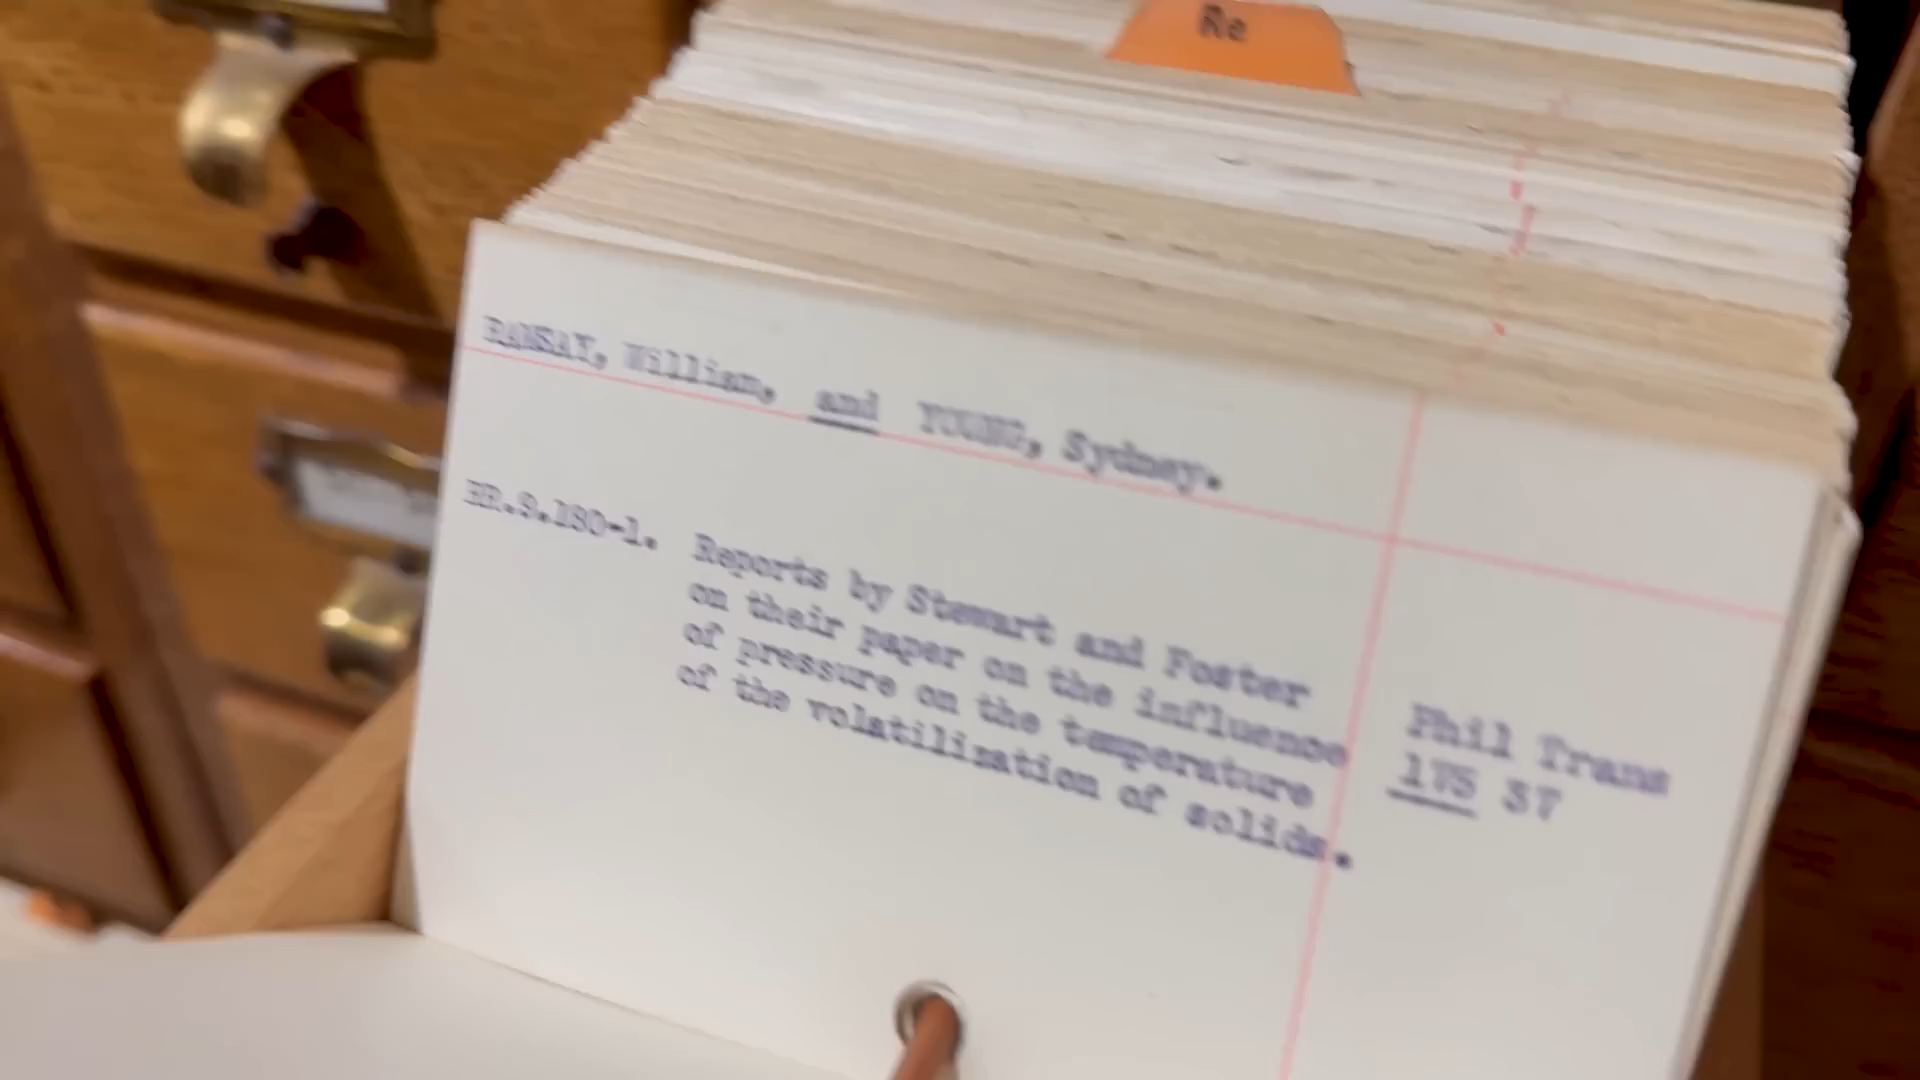 Re
RAMSAY, William, and YOUNG, Sydney.
RR.9.180-1. Reports by Stewart and Foster
on their paper on the influence
of pressure on the temperature
of the volatilization of solids.
Phil Trans
175 37